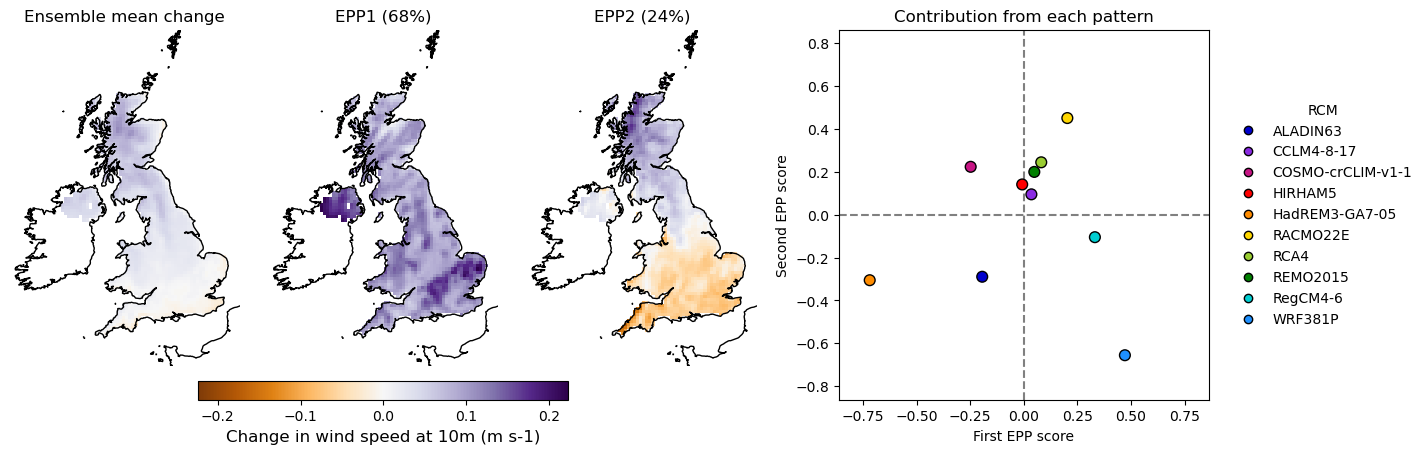 Ensemble mean change
EPP1 (68%)
EPP2 (24%)
−0.2
−0.1
0.0
0.1
0.2
Change in wind speed at 10m (m s-1)
Contribution from each pattern
Second EPP score
0.8
0.6
0.4
0.2
0.0
−0.2
−0.4
−0.6
−0.8
−0.75
−0.50
−0.25
0.00
0.25
0.50
0.75
First EPP score
RCM
ALADIN63
CCLM4-8-17
COSMO-crCLIM-v1-1
HIRHAM5
HadREM3-GA7-05
RACMO22E
RCA4
REMO2015
RegCM4-6
WRF381P